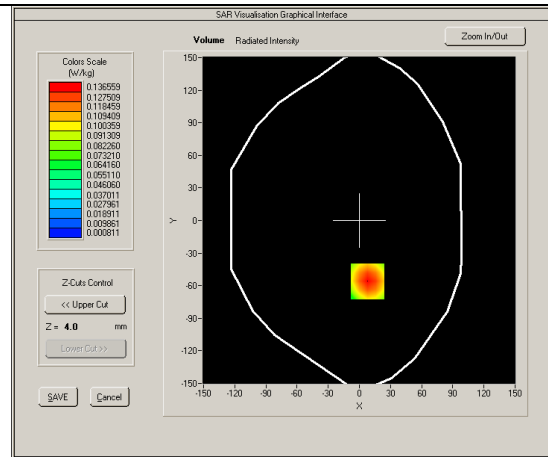 SAR Visualisation Graphical Interface
Volume Radiated Intensity
Zoom In/Out
Colors Scale
(W/kg)
0.136559
0.127509
0.118459
0.109409
0.100359
0.091309
0.082260
0.073210
0.064160
0.055110
0.046060
0.037011
0.027961
0.018911
0.009861
0.000811
Z-Cuts Control
<< Upper Cut
Z = 4.0 mm
Lower Cut >>
SAVE Cancel
150-
120-
90-
60-
30-
0-
-30-
-60-
-90-
-120-
-150-
Y
-150 -120 -90 -60 -30 0 30 60 90 120 150
X